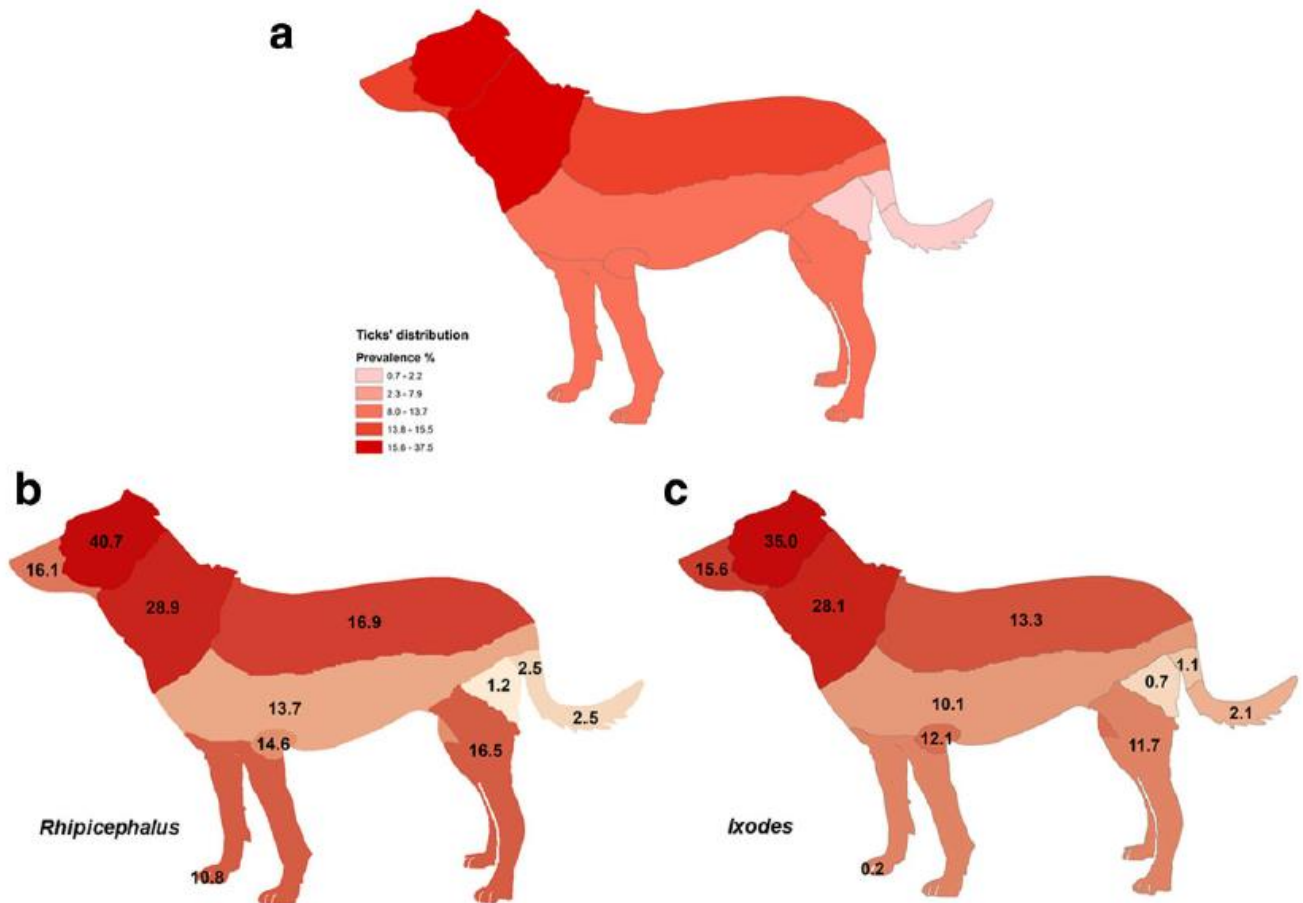 a
Ticks' distribution
Prevalence %
0.7 - 2.2
2.3 - 7.9
8.0 - 13.7
13.8 - 15.5
15.6 - 37.5
b
40.7
16.1
28.9
16.9
2.5
1.2
2.5
13.7
14.6
16.5
Rhipicephalus
10.8
c
35.0
15.6
28.1
13.3
1.1
0.7
2.1
10.1
12.1
11.7
Ixodes
0.2